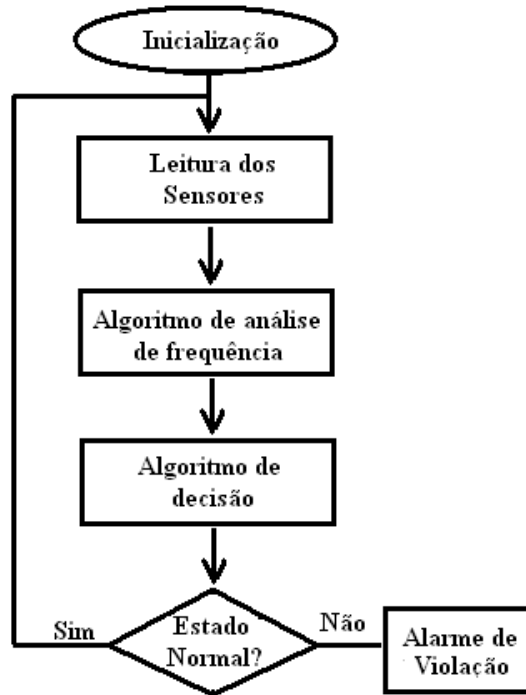 Inicialização
Leitura dos
Sensores
Algoritmo de análise
de frequência
Algoritmo de
decisão
Estado
Normal?
Sim
Não
Alarme de
Violação